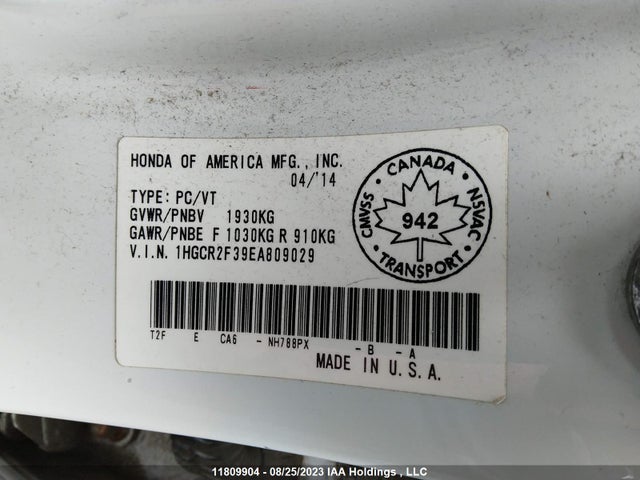 HONDA OF AMERICA MFG., INC.
04/'14
TYPE: PC/VT
GVWR/PNBV 1930KG
GAWR/PNBE F 1030KG R 910KG
V.I.N. 1HGCR2F39EA809029
CANADA
CMVSS
942
NSVAC
TRANSPORT
T2F E CA6 - NH788PX - B - A
MADE IN U.S.A.
11809904 - 08/25/2023 IAA Holdings , LLC